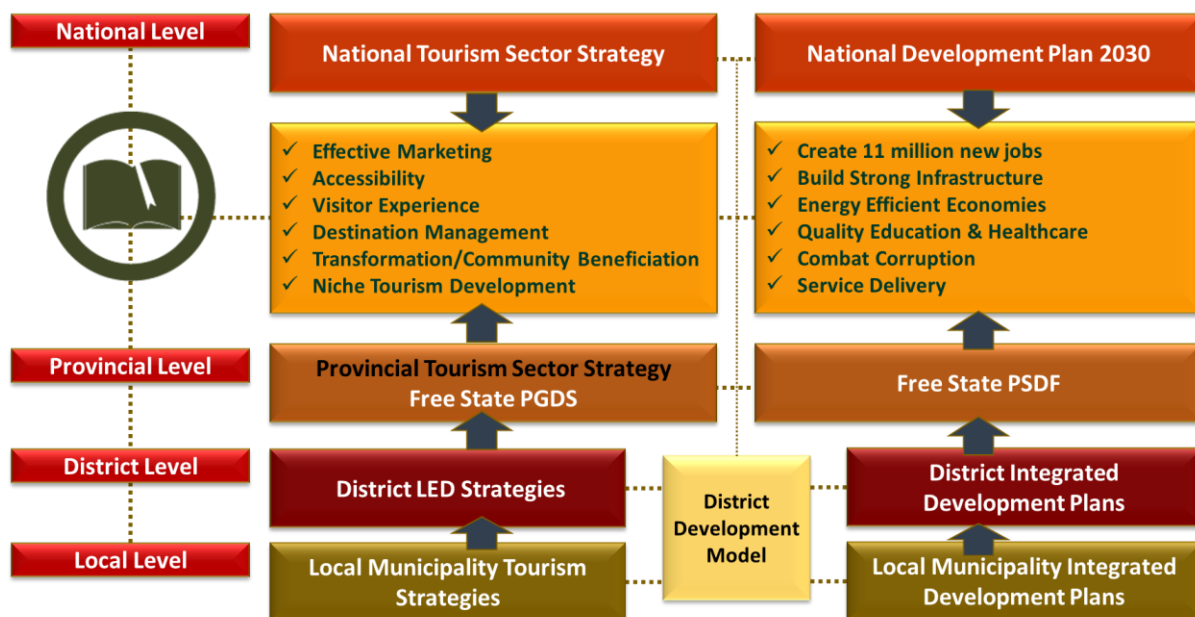 National Level
National Tourism Sector Strategy
National Development Plan 2030
✓ Effective Marketing
✓ Accessibility
✓ Visitor Experience
✓ Destination Management
✓ Transformation/Community Beneficiation
✓ Niche Tourism Development
✓ Create 11 million new jobs
✓ Build Strong Infrastructure
✓ Energy Efficient Economies
✓ Quality Education & Healthcare
✓ Combat Corruption
✓ Service Delivery
Provincial Level
Provincial Tourism Sector Strategy
Free State PGDS
Free State PSDF
District Level
District LED Strategies
District
Development
Model
District Integrated
Development Plans
Local Level
Local Municipality Tourism
Strategies
Local Municipality Integrated
Development Plans